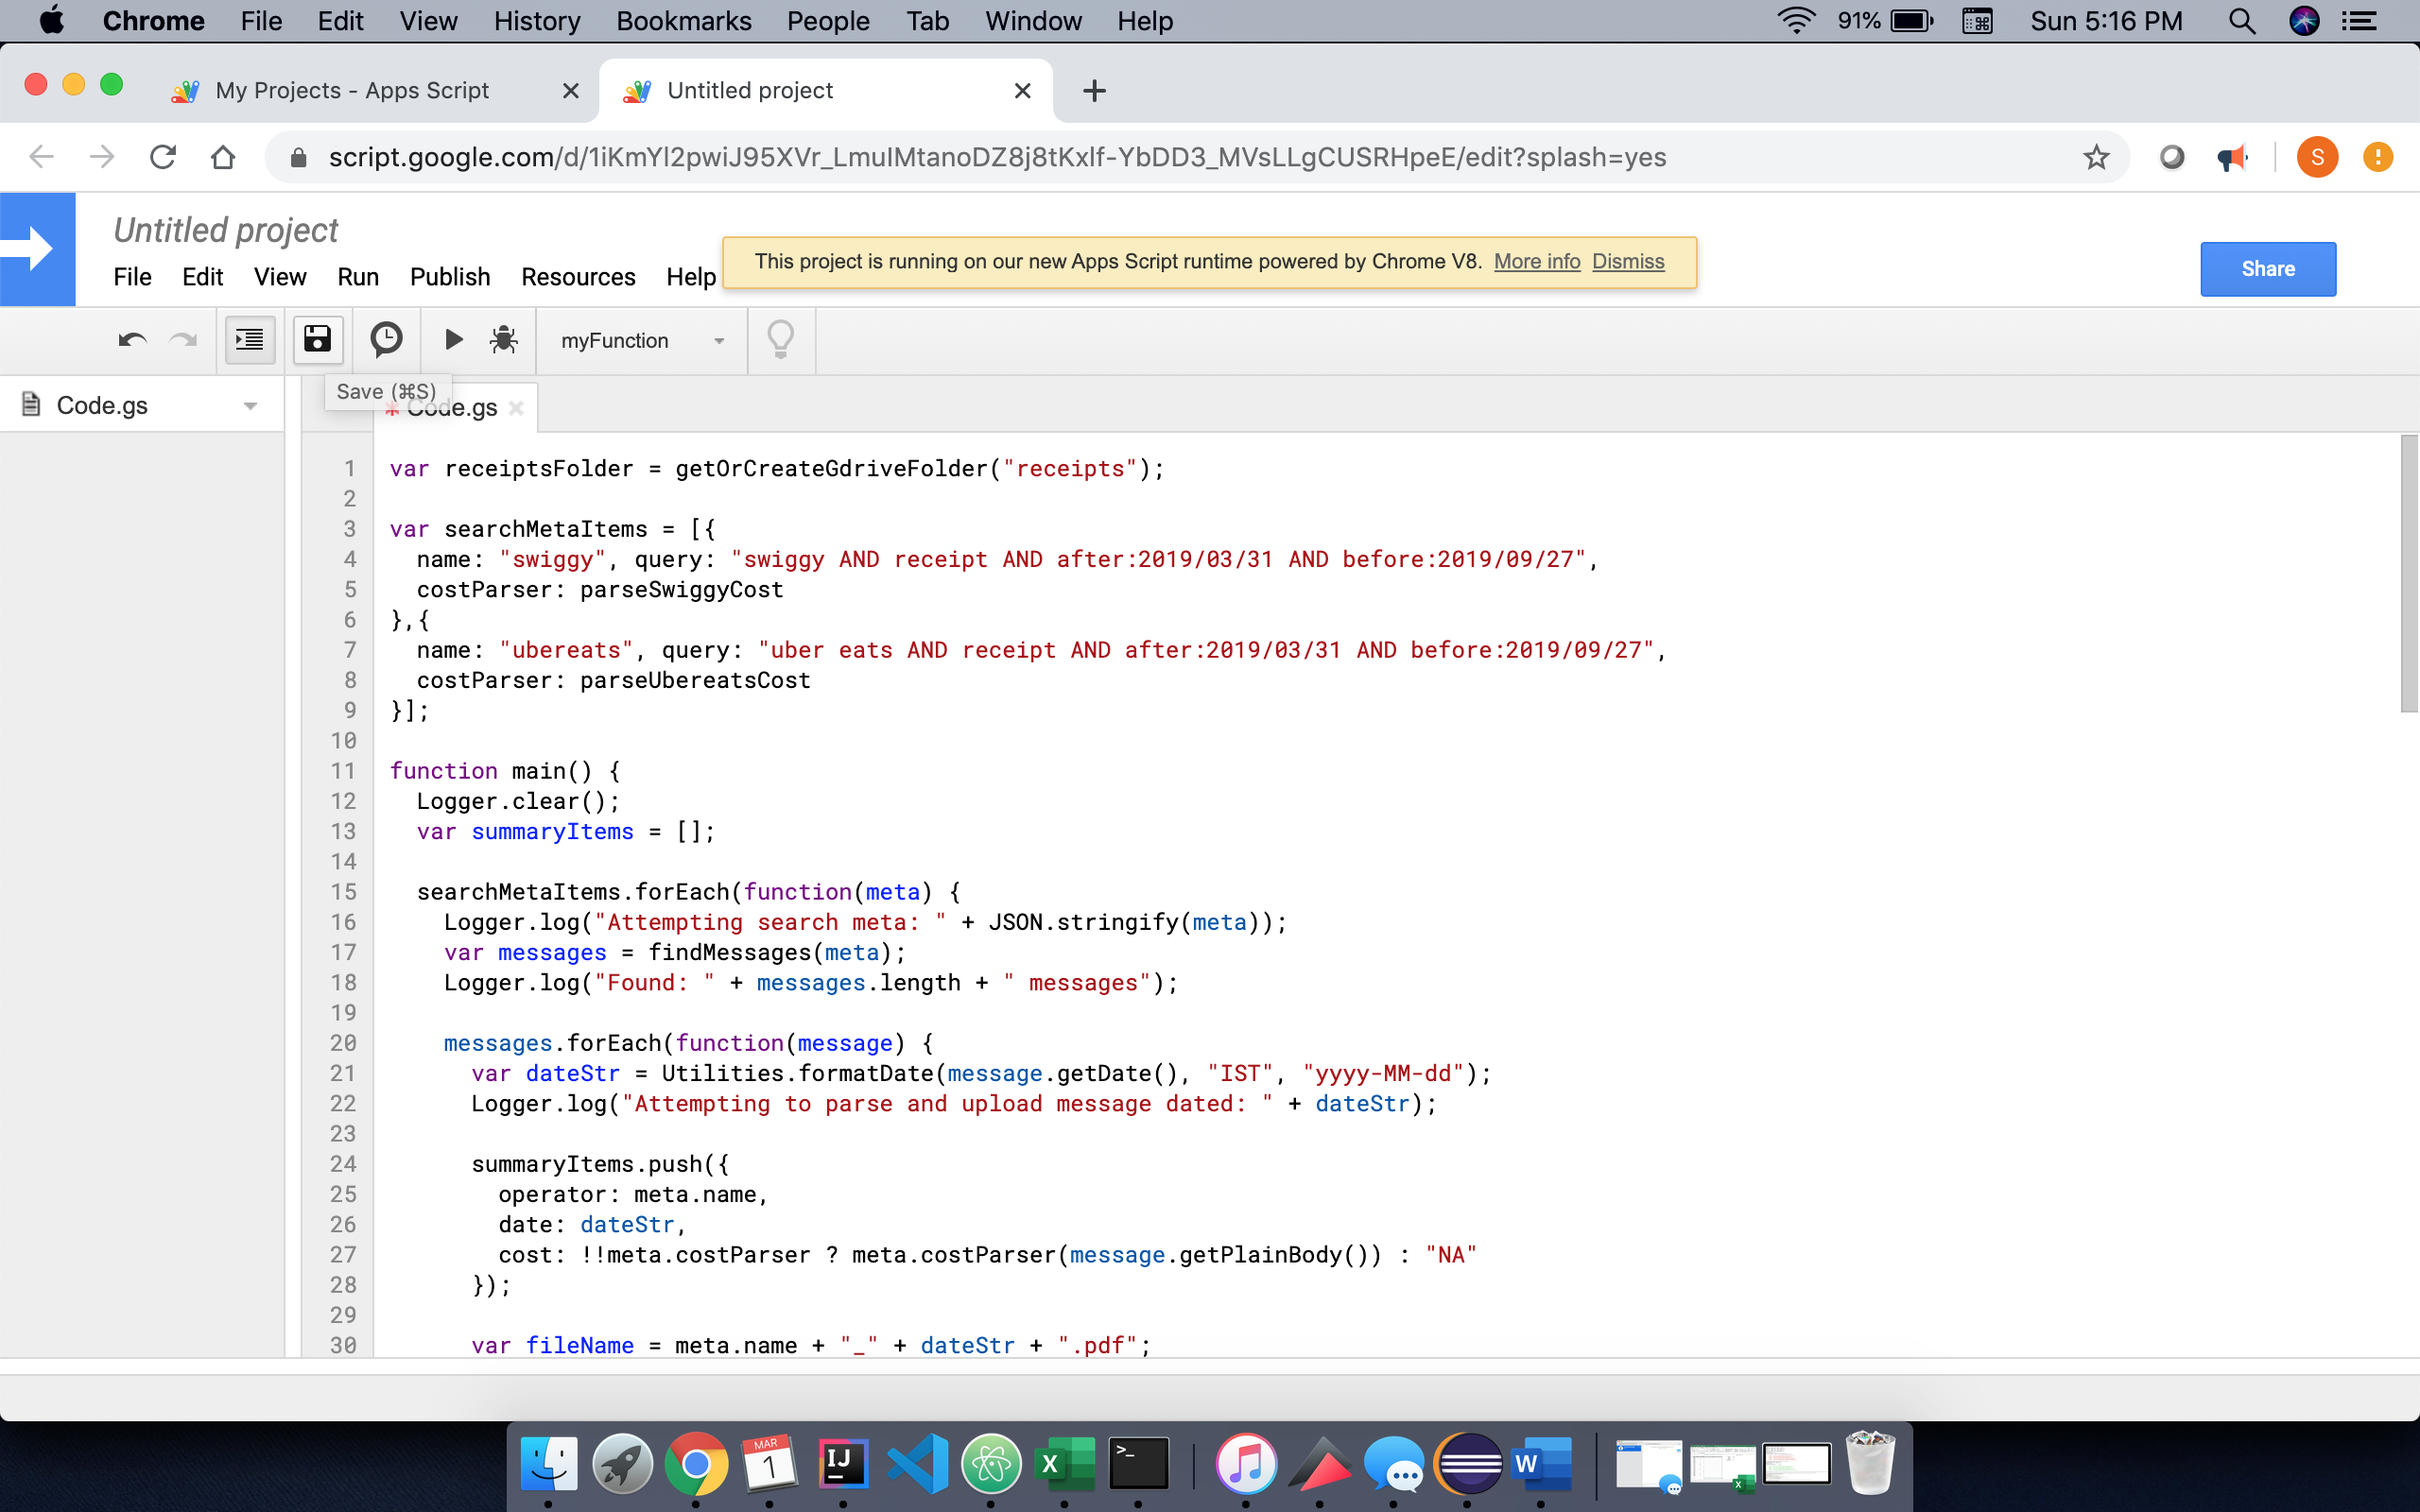 Chrome File Edit View History Bookmarks People Tab Window Help 91% Sun 5:16 PM
My Projects - Apps Script
Untitled project
script.google.com/d/1iKmYl2pwiJ95XVr_LmuIMtanoDZ8j8tKxlf-YbDD3_MVsLLgCUSRHpeE/edit?splash=yes S
Untitled project
This project is running on our new Apps Script runtime powered by Chrome V8. More info Dismiss
Share
File Edit View Run Publish Resources Help
myFunction
Save (⌘S)
Code.gs
* Code.gs
1 var receiptsFolder = getOrCreateGdriveFolder("receipts");
2
3 var searchMetaItems = [{
4 name: "swiggy", query: "swiggy AND receipt AND after:2019/03/31 AND before:2019/09/27",
5 costParser: parseSwiggyCost
6 },{
7 name: "ubereats", query: "uber eats AND receipt AND after:2019/03/31 AND before:2019/09/27",
8 costParser: parseUbereatsCost
9 }];
10
11 function main() {
12 Logger.clear();
13 var summaryItems = [];
14
15 searchMetaItems.forEach(function(meta) {
16 Logger.log("Attempting search meta: " + JSON.stringify(meta));
17 var messages = findMessages(meta);
18 Logger.log("Found: " + messages.length + " messages");
19
20 messages.forEach(function(message) {
21 var dateStr = Utilities.formatDate(message.getDate(), "IST", "yyyy-MM-dd");
22 Logger.log("Attempting to parse and upload message dated: " + dateStr);
23
24 summaryItems.push({
25 operator: meta.name,
26 date: dateStr,
27 cost: !!meta.costParser ? meta.costParser(message.getPlainBody()) : "NA"
28 });
29
30 var fileName = meta.name + "_" + dateStr + ".pdf";
MAR
1
IJ
X
>_
W